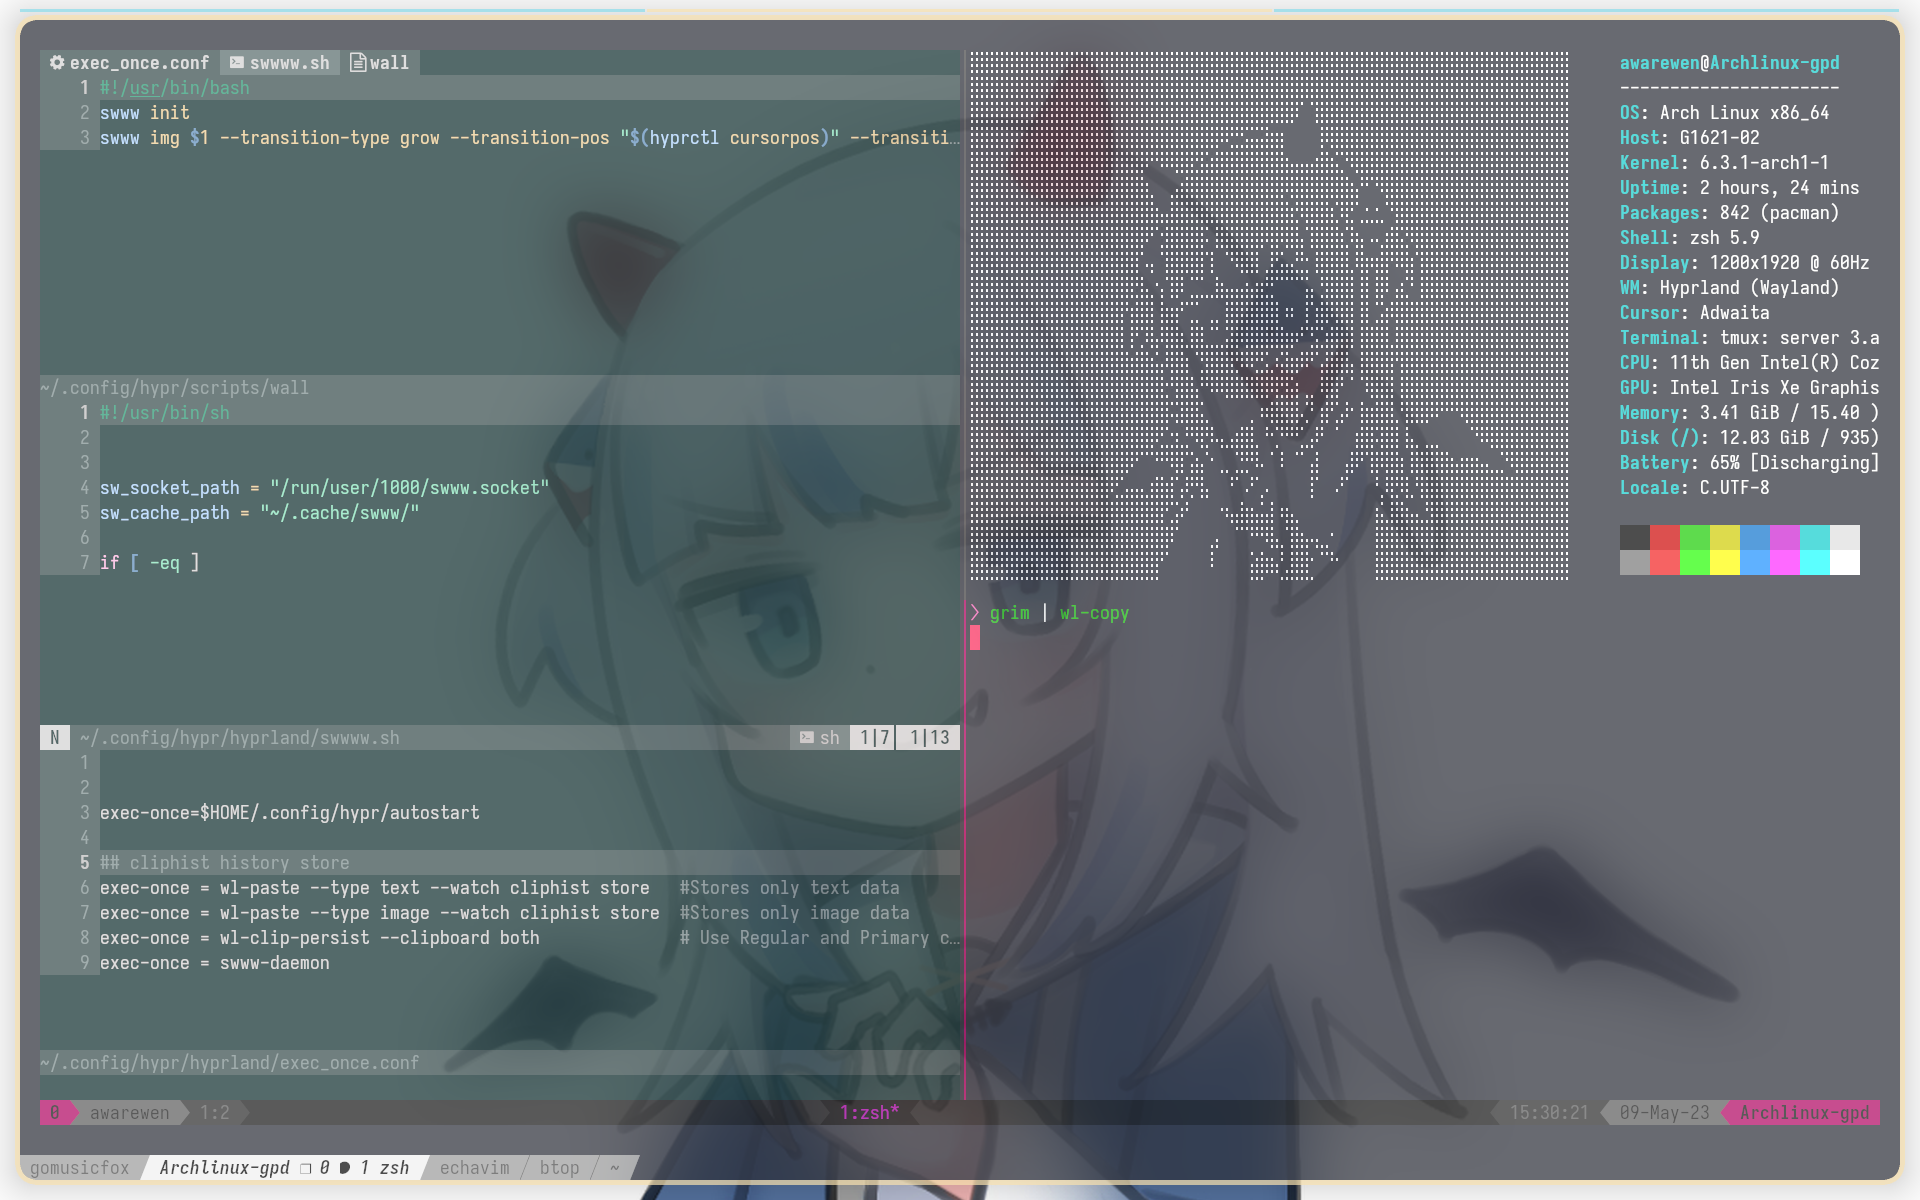 exec_once.conf swwww.sh wall
1 #!/usr/bin/bash
2 swww init
3 swww img $1 --transition-type grow --transition-pos "$(hyprctl cursorpos)" --transiti…
~/.config/hypr/scripts/wall
1 #!/usr/bin/sh
2
3
4 sw_socket_path = "/run/user/1000/swww.socket"
5 sw_cache_path = "~/.cache/swww/"
6
7 if [ -eq ]
N ~/.config/hypr/hyprland/swwww.sh sh 1|7 1|13
1
2
3 exec-once=$HOME/.config/hypr/autostart
4
5 ## cliphist history store
6 exec-once = wl-paste --type text --watch cliphist store #Stores only text data
7 exec-once = wl-paste --type image --watch cliphist store #Stores only image data
8 exec-once = wl-clip-persist --clipboard both # Use Regular and Primary c…
9 exec-once = swww-daemon
~/.config/hypr/hyprland/exec_once.conf
awarewen@Archlinux-gpd
----------------------
OS: Arch Linux x86_64
Host: G1621-02
Kernel: 6.3.1-arch1-1
Uptime: 2 hours, 24 mins
Packages: 842 (pacman)
Shell: zsh 5.9
Display: 1200x1920 @ 60Hz
WM: Hyprland (Wayland)
Cursor: Adwaita
Terminal: tmux: server 3.a
CPU: 11th Gen Intel(R) Coz
GPU: Intel Iris Xe Graphis
Memory: 3.41 GiB / 15.40 )
Disk (/): 12.03 GiB / 935)
Battery: 65% [Discharging]
Locale: C.UTF-8
❯ grim | wl-copy
0 awarewen 1:2 1:zsh* 15:30:21 09-May-23 Archlinux-gpd
gomusicfox Archlinux-gpd ❐ 0 1 zsh echavim btop ~